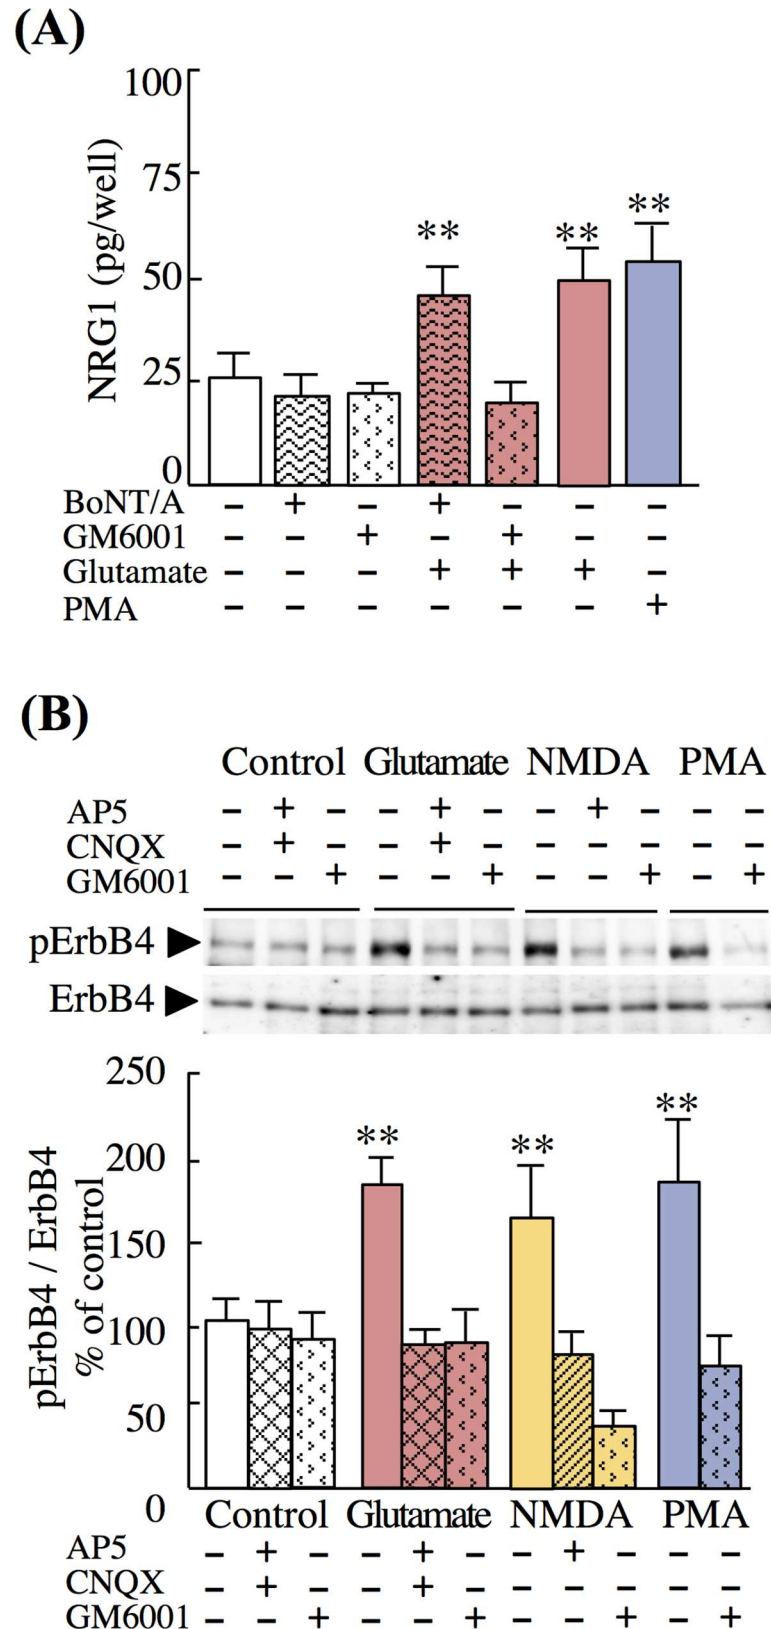 (A)
100
75
50
25
0
NRG1 (pg/well)
** ** **
BoNT/A – + – + – – –
GM6001 – – + – + – –
Glutamate – – – + + + –
PMA – – – – – – +
(B)
Control Glutamate NMDA PMA
AP5 – + – – + – – + – – –
CNQX – + – – + – – – – – –
GM6001 – – + – – + – – + – +
pErbB4
ErbB4
250
200
150
100
50
0
pErbB4 / ErbB4
% of control
** ** **
Control Glutamate NMDA PMA
AP5 – + – – + – – + – – –
CNQX – + – – + – – – – – –
GM6001 – – + – – + – – + – +